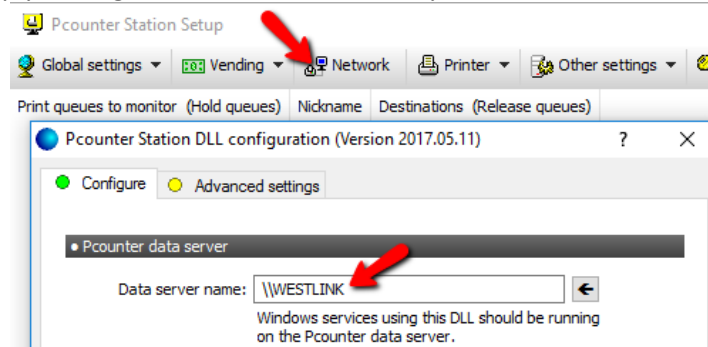 Pcounter Station Setup
Global settings Vending Network Printer Other settings
Print queues to monitor (Hold queues) Nickname Destinations (Release queues)
Pcounter Station DLL configuration (Version 2017.05.11) ?
Configure Advanced settings
• Pcounter data server
Data server name: \\WESTLINK
Windows services using this DLL should be running
on the Pcounter data server.